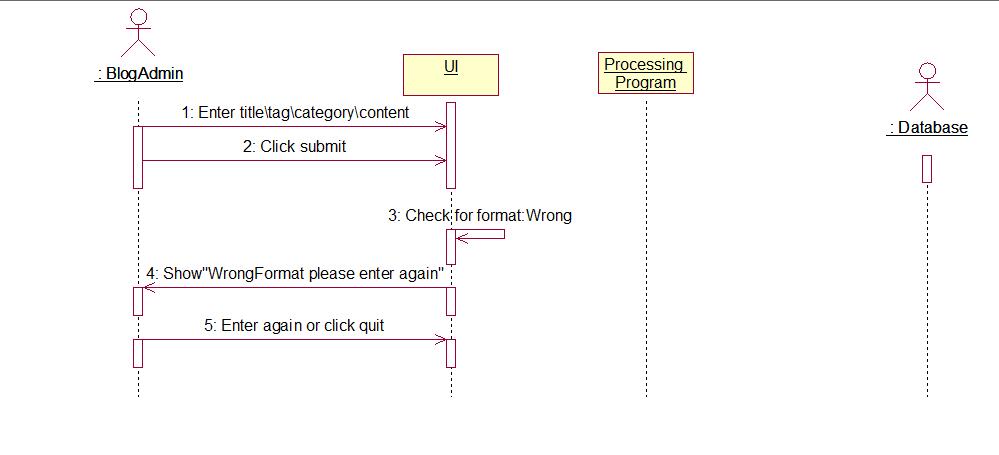 : BlogAdmin
UI
Processing
Program
: Database
1: Enter title\tag\category\content
2: Click submit
3: Check for format:Wrong
4: Show"WrongFormat please enter again"
5: Enter again or click quit